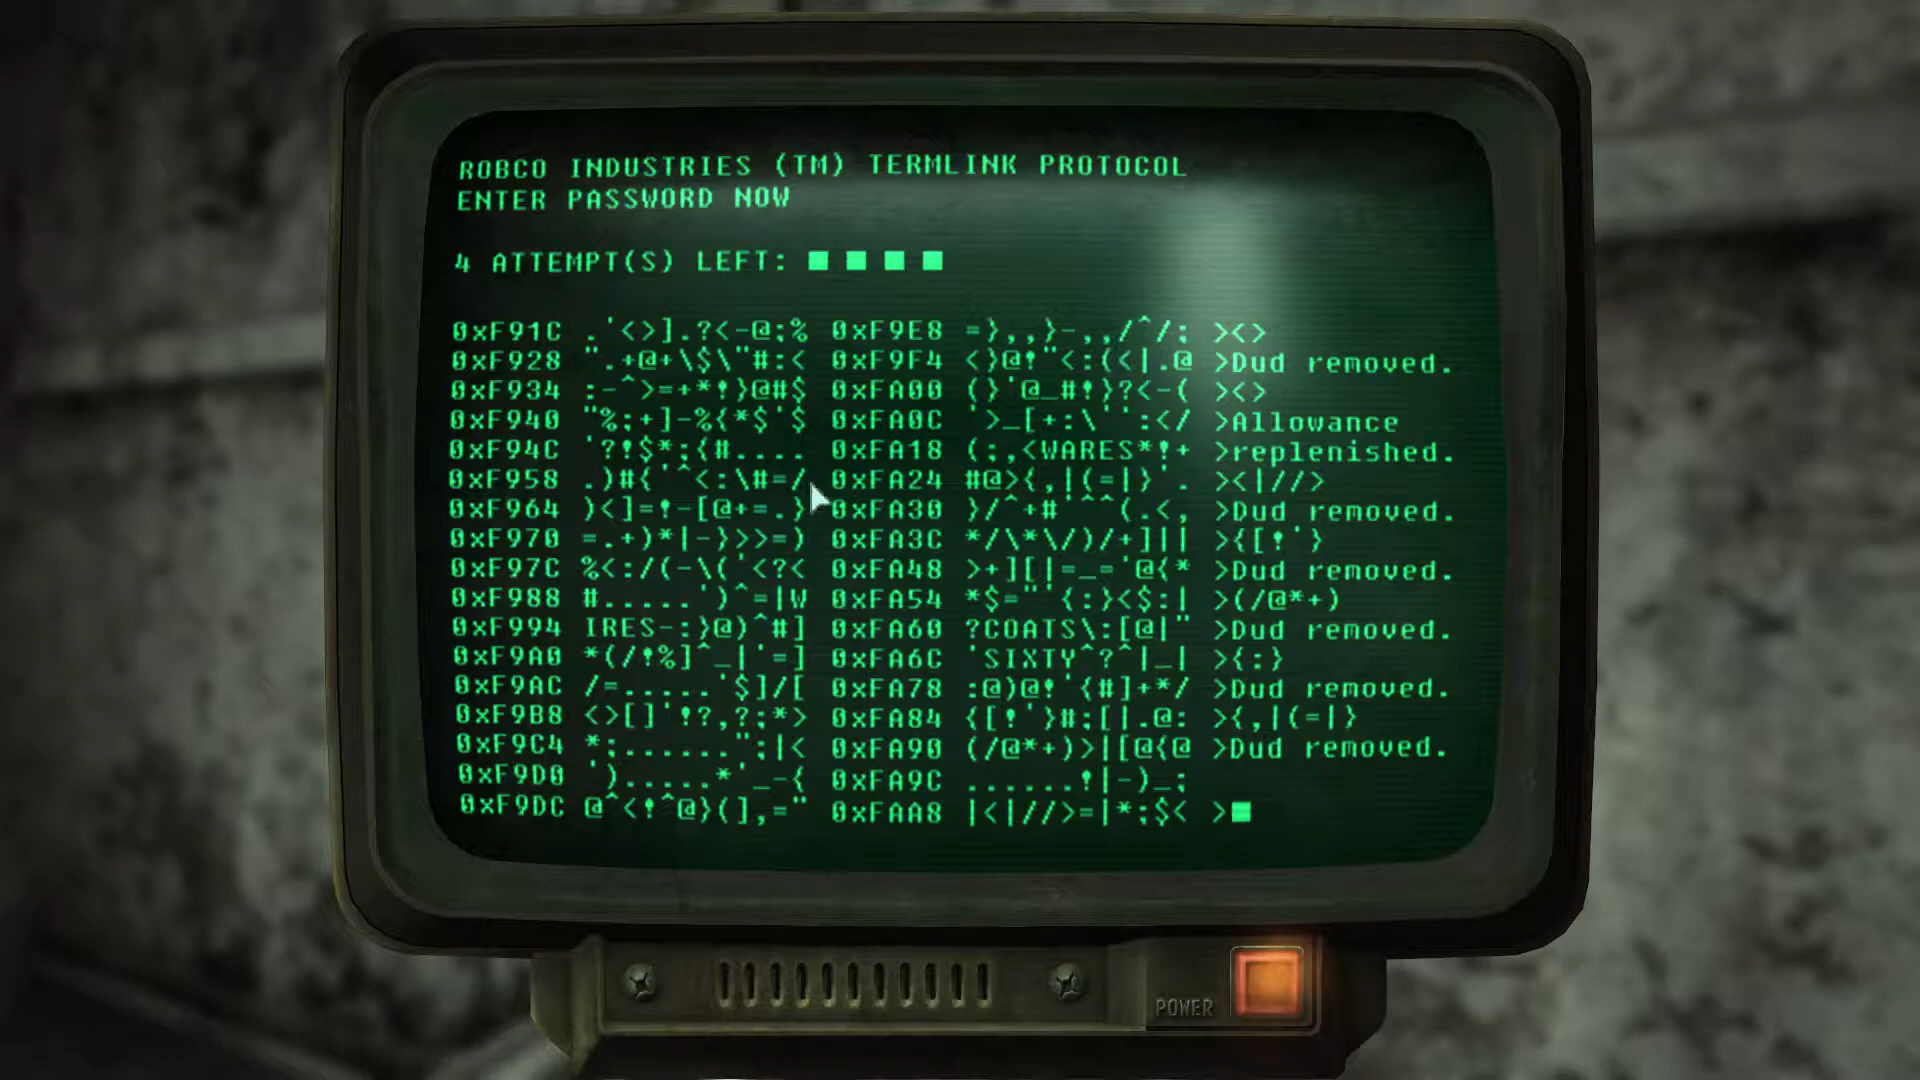 ROBCO INDUSTRIES (TM) TERMLINK PROTOCOL
ENTER PASSWORD NOW
4 ATTEMPT(S) LEFT: ■ ■ ■ ■
0xF91C .'<>].?<-@;% 0xF9E8 =},,}-,,/^/; ><>
0xF928 ".+@+\$\"#:< 0xF9F4 <}@!"<:(<|.@ >Dud removed.
0xF934 :-^>=+*!}@#$ 0xFA00 (}'@_#!}?<-( ><>
0xF940 "%;+]-%{*$'$ 0xFA0C '>_[+:\'':</ >Allowance
0xF94C '?!$*;{#.... 0xFA18 (;,<WARES*!+ >replenished.
0xF958 .)#{'^<:\#=/ 0xFA24 #@>{,|(=|}'. ><|//>
0xF964 )<]=!-[@+=.} 0xFA30 }/^+#'^^(.<, >Dud removed.
0xF970 =.+)*|-}>>=) 0xFA3C */\*\/)/+]|| >{[!'}
0xF97C %<:/(-\('<?< 0xFA48 >+][|=_='@{* >Dud removed.
0xF988 #.....')^=|W 0xFA54 *$="'{:}<$:| >(/@*+)
0xF994 IRES-:}@)^#] 0xFA60 ?COATS\:[@|" >Dud removed.
0xF9A0 *(/!%]^_|'=] 0xFA6C 'SIXTY^?^|_| >{:}
0xF9AC /=.....'$]/[ 0xFA78 :@)@!'{#]+*/ >Dud removed.
0xF9B8 <>[]'!?,?;*> 0xFA84 {[!'}#;[|.@: >{,|(=|}
0xF9C4 *;......";|< 0xFA90 (/@*+)>|[@{@ >Dud removed.
0xF9D0 ').....*'_-{ 0xFA9C ......!|-)_;
0xF9DC @^<!^@}(],=" 0xFAA8 |<|//>=|*;$< >■
POWER